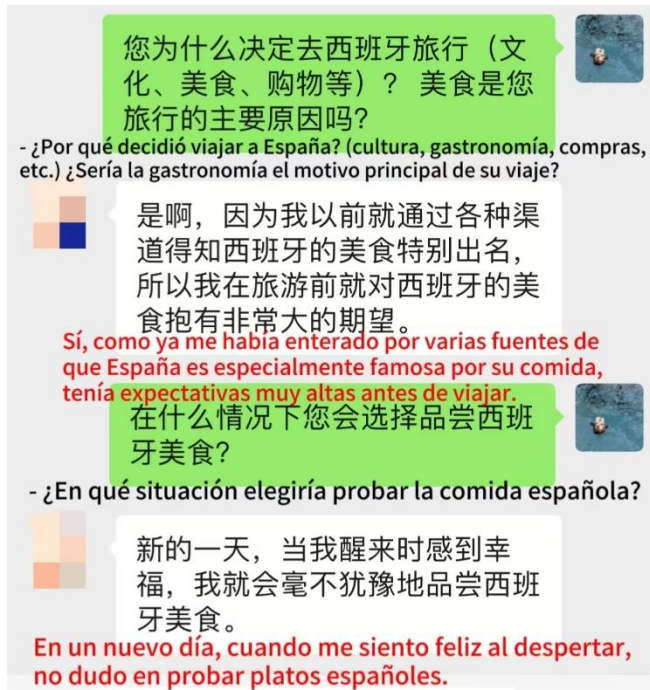 您为什么决定去西班牙旅行（文
化、美食、购物等）？ 美食是您
旅行的主要原因吗？
- ¿Por qué decidió viajar a España? (cultura, gastronomía, compras,
etc.) ¿Sería la gastronomía el motivo principal de su viaje?
是啊，因为我以前就通过各种渠
道得知西班牙的美食特别出名，
所以我在旅游前就对西班牙的美
食抱有非常大的期望。
Sí, como ya me había enterado por varias fuentes de
que España es especialmente famosa por su comida,
tenía expectativas muy altas antes de viajar.
在什么情况下您会选择品尝西班
牙美食？
- ¿En qué situación elegiría probar la comida española?
新的一天，当我醒来时感到幸
福，我就会毫不犹豫地品尝西班
牙美食。
En un nuevo día, cuando me siento feliz al despertar,
no dudo en probar platos españoles.